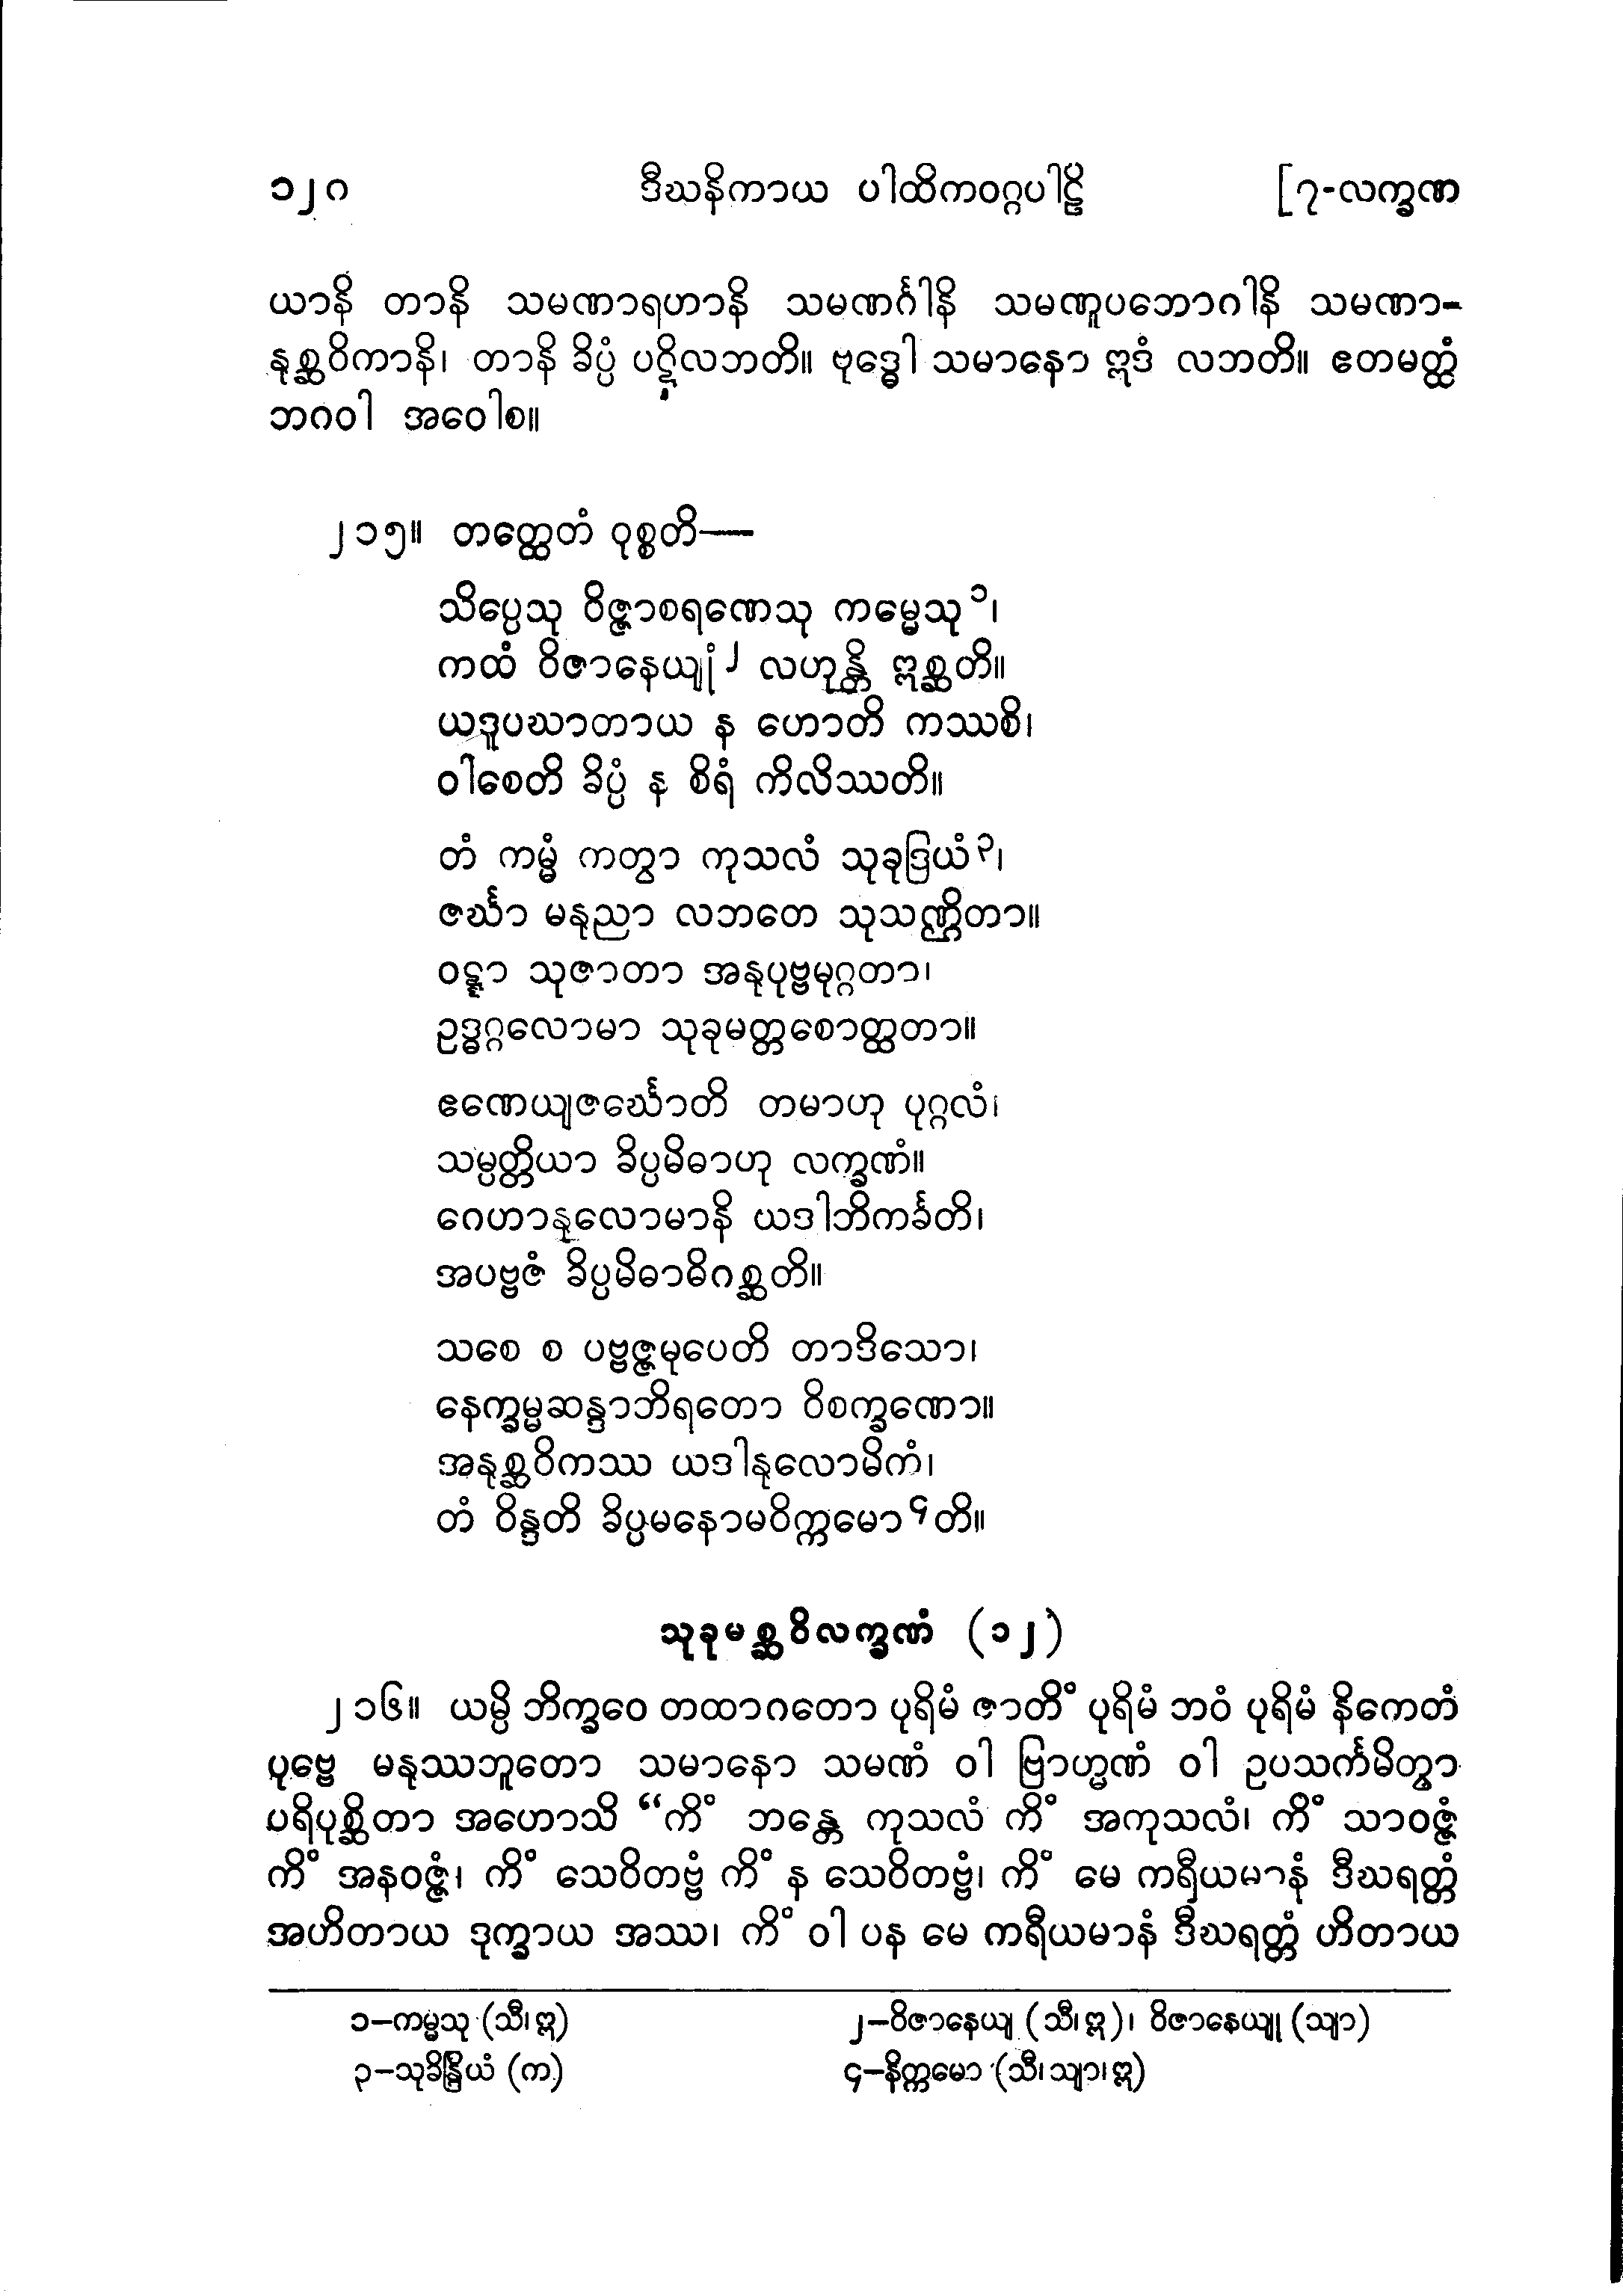 ၁၂၀ ဒီဃနိကာယ ပါထိကဝဂ္ဂပါဠိ [၇-လက္ခဏ
ယာနိ တာနိ သမဏာရဟာနိ သမဏင်္ဂါနိ သမဏူပဘောဂါနိ သမဏာ-
နုစ္ဆဝိကာနိ၊ တာနိ ခိပ္ပံ ပဋိလဘတိ။ ဗုဒ္ဓေါ သမာနော ဣဒံ လဘတိ။ ဧတမတ္ထံ
ဘဂဝါ အဝေါစ။
၂၁၅။ တတ္ထေတံ ဝုစ္စတိ—
သိပ္ပေသု ဝိဇ္ဇာစရဏေသု ကမ္မေသု၁၊
ကထံ ဝိဇာနေယျုံ၂ လဟုန္တိ ဣစ္ဆတိ။
ယဒူပဃာတာယ န ဟောတိ ကဿစိ၊
ဝါစေတိ ခိပ္ပံ န စိရံ ကိလိဿတိ။
တံ ကမ္မံ ကတွာ ကုသလံ သုခုဒြယံ၃၊
ဇင်္ဃာ မနုညာ လဘတေ သုသဏ္ဌိတာ။
ဝဋ္ဋာ သုဇာတာ အနုပုဗ္ဗမုဂ္ဂတာ၊
ဥဒ္ဓဂ္ဂလောမာ သုခုမတ္တစောတ္ထတာ။
ဧဏေယျဇင်္ဃောတိ တမာဟု ပုဂ္ဂလံ၊
သမ္ပတ္တိယာ ခိပ္ပမိဓာဟု လက္ခဏံ။
ဂေဟာနုလောမာနိ ယဒါဘိကင်္ခတိ၊
အပဗ္ဗဇံ ခိပ္ပမိဓာဓိဂစ္ဆတိ။
သစေ စ ပဗ္ဗဇ္ဇမုပေတိ တာဒိသော၊
နေက္ခမ္မဆန္ဒာဘိရတော ဝိစက္ခဏော။
အနုစ္ဆဝိကဿ ယဒါနုလောမိကံ၊
တံ ဝိန္ဒတိ ခိပ္ပမနောမဝိက္ကမော၄တိ။
သုခုမစ္ဆဝိလက္ခဏံ (၁၂)
၂၁၆။ ယမ္ပိ ဘိက္ခဝေ တထာဂတော ပုရိမံ ဇာတိံ ပုရိမံ ဘဝံ ပုရိမံ နိကေတံ
ပုဗ္ဗေ မနုဿဘူတော သမာနော သမဏံ ဝါ ဗြာဟ္မဏံ ဝါ ဥပသင်္ကမိတွာ
ပရိပုစ္ဆိတာ အဟောသိ “ကိံ ဘန္တေ ကုသလံ ကိံ အကုသလံ၊ ကိံ သာဝဇ္ဇံ
ကိံ အနဝဇ္ဇံ၊ ကိံ သေဝိတဗ္ဗံ ကိံ န သေဝိတဗ္ဗံ၊ ကိံ မေ ကရီယမာနံ ဒီဃရတ္တံ
အဟိတာယ ဒုက္ခာယ အဿ၊ ကိံ ဝါ ပန မေ ကရီယမာနံ ဒီဃရတ္တံ ဟိတာယ
၁–ကမ္မသု (သီ၊ ဣ) ၂–ဝိဇာနေယျ (သီ၊ ဣ)၊ ဝိဇာနေယျု (သျာ)
၃–သုခိန္ဒြိယံ (က) ၄–နိက္ကမော (သီ၊ သျာ၊ ဣ)